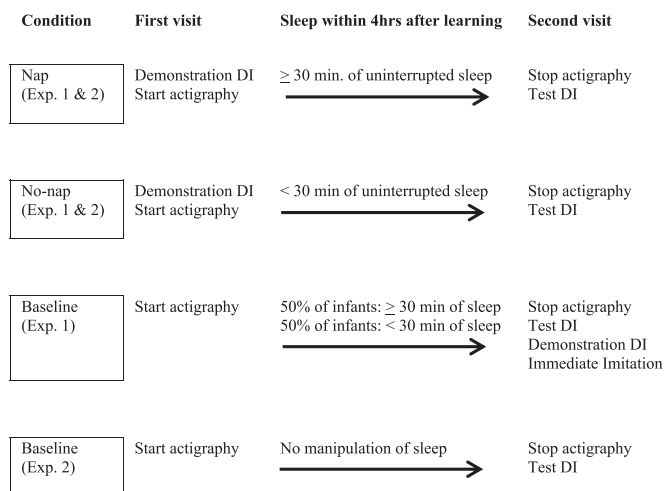 Condition First visit Sleep within 4hrs after learning Second visit
Nap Demonstration DI ≥ 30 min. of uninterrupted sleep Stop actigraphy
(Exp. 1 & 2) Start actigraphy Test DI
No-nap Demonstration DI < 30 min of uninterrupted sleep Stop actigraphy
(Exp. 1 & 2) Start actigraphy Test DI
Baseline Start actigraphy 50% of infants: ≥ 30 min of sleep Stop actigraphy
(Exp. 1) 50% of infants: < 30 min of sleep Test DI
Demonstration DI
Immediate Imitation
Baseline Start actigraphy No manipulation of sleep Stop actigraphy
(Exp. 2) Test DI